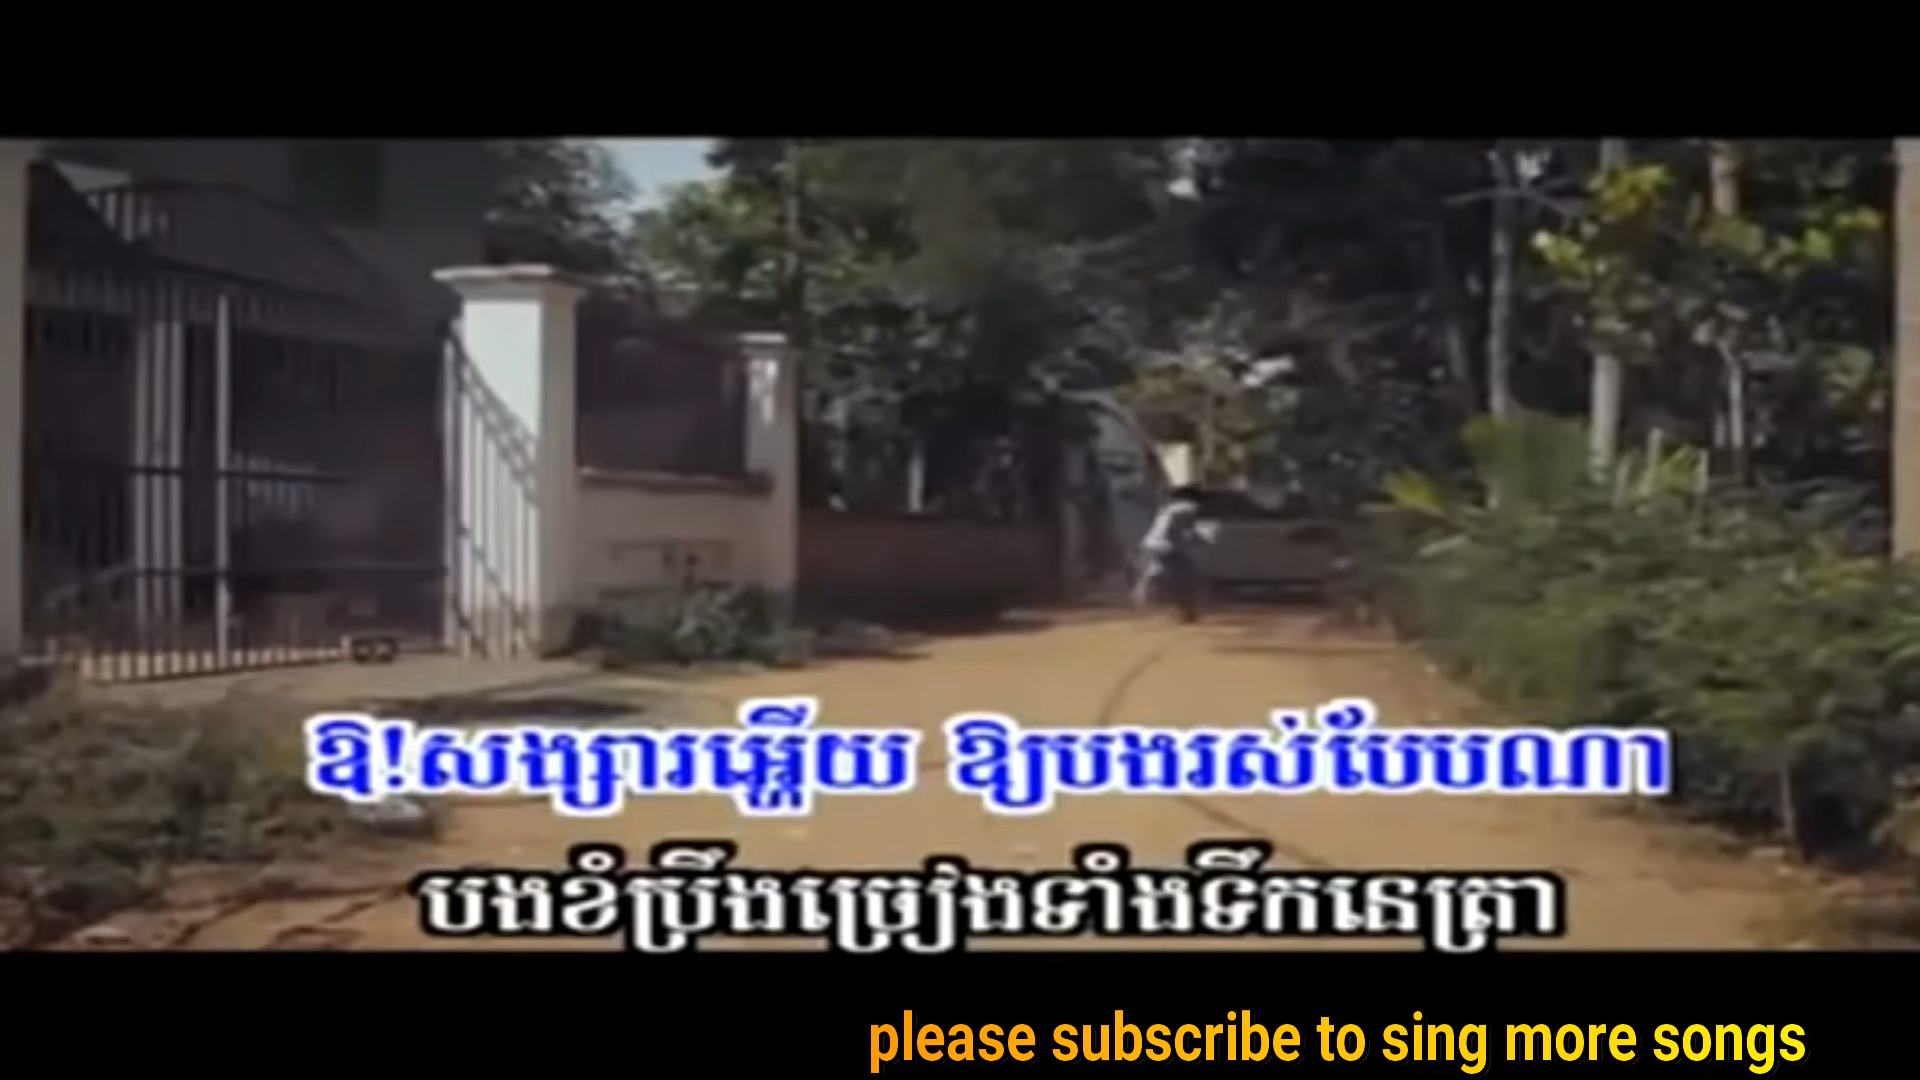 ឱ!សង្សារអ្ហើយ ឱ្យបងរស់បែបណា
បងខំប្រឹងច្រៀងទាំងទឹកនេត្រា
please subscribe to sing more songs